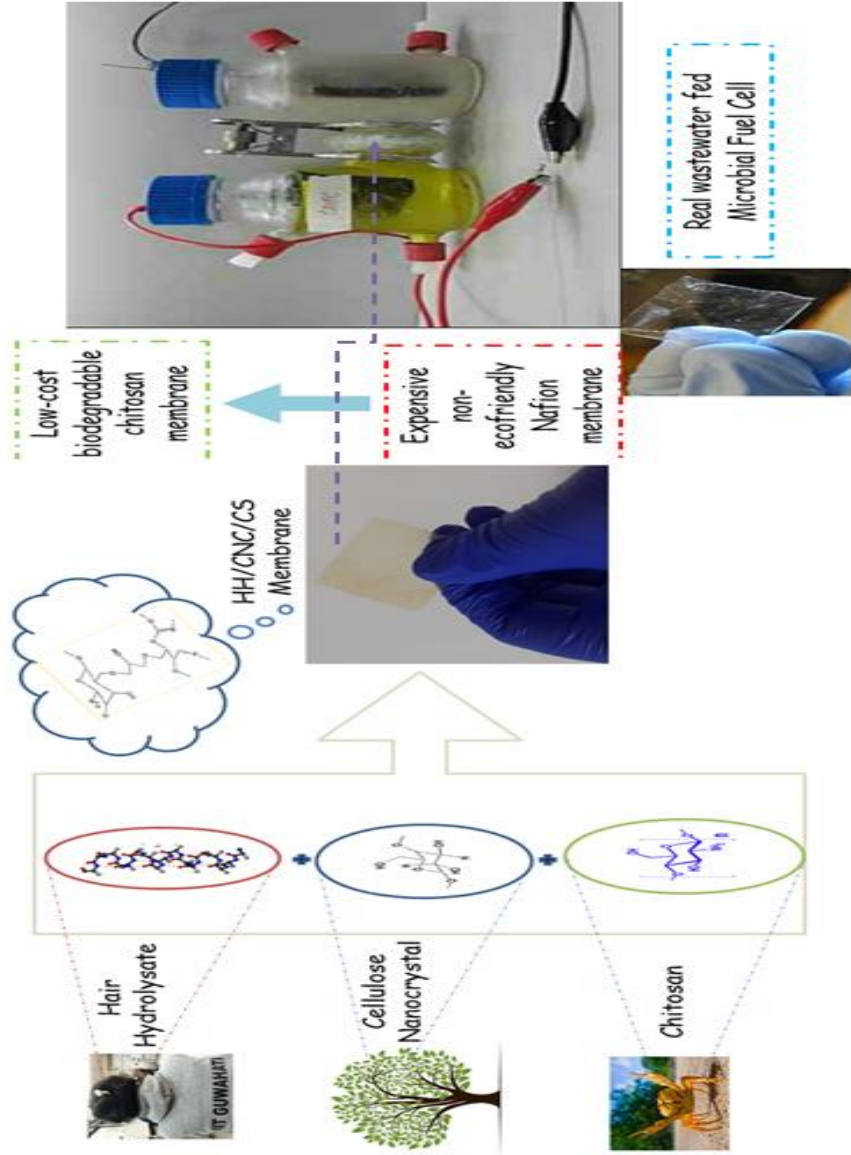 IT GUWAHATI
Hair
Hydrolysate
Cellulose
Nanocrystal
Chitosan
HH/CNC/CS
Membrane
Low-cost
biodegradable
chitosan
membrane
Expensive
non-
ecofriendly
Nafion
membrane
Real wastewater fed
Microbial Fuel Cell